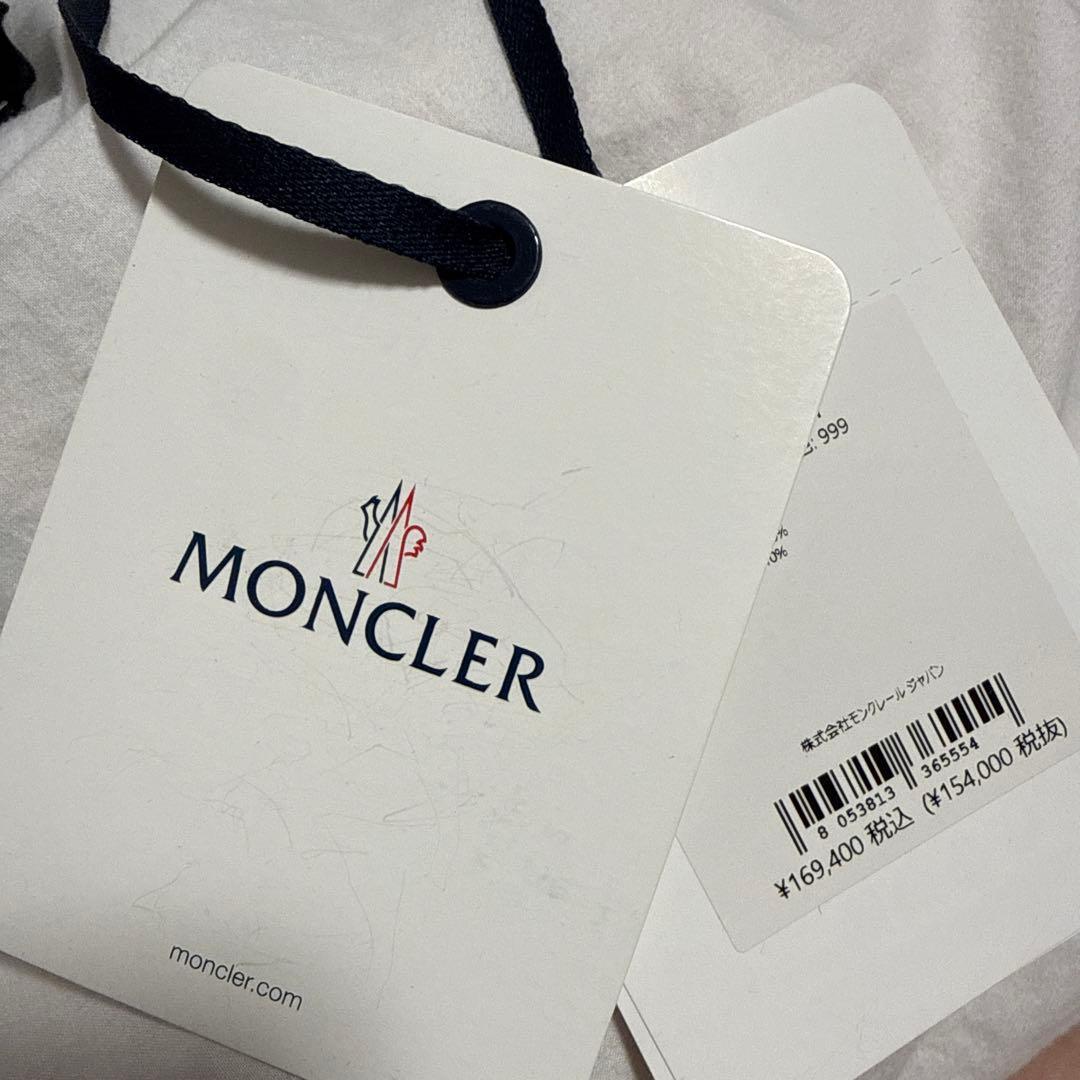 MONCLER
moncler.com
: 999
%
0%
株式会社モンクレール ジャパン
8 053813 365554
¥169,400 税込 (¥154,000 税抜)